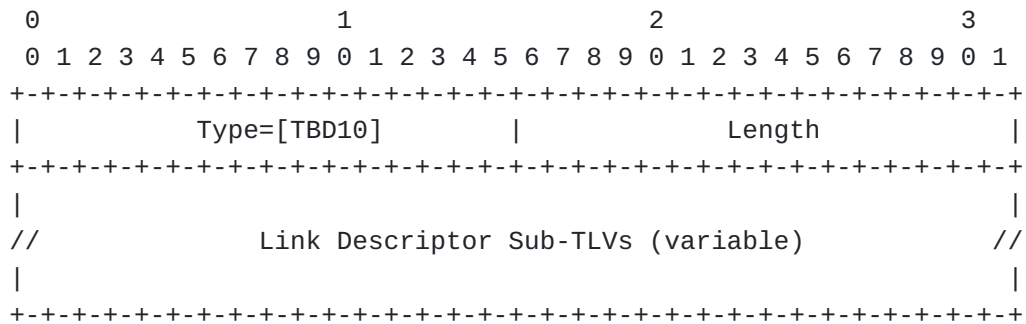 0                   1                   2                   3
 0 1 2 3 4 5 6 7 8 9 0 1 2 3 4 5 6 7 8 9 0 1 2 3 4 5 6 7 8 9 0 1
+-+-+-+-+-+-+-+-+-+-+-+-+-+-+-+-+-+-+-+-+-+-+-+-+-+-+-+-+-+-+-+-+
|           Type=[TBD10]        |             Length            |
+-+-+-+-+-+-+-+-+-+-+-+-+-+-+-+-+-+-+-+-+-+-+-+-+-+-+-+-+-+-+-+-+
|                                                               |
//              Link Descriptor Sub-TLVs (variable)            //
|                                                               |
+-+-+-+-+-+-+-+-+-+-+-+-+-+-+-+-+-+-+-+-+-+-+-+-+-+-+-+-+-+-+-+-+